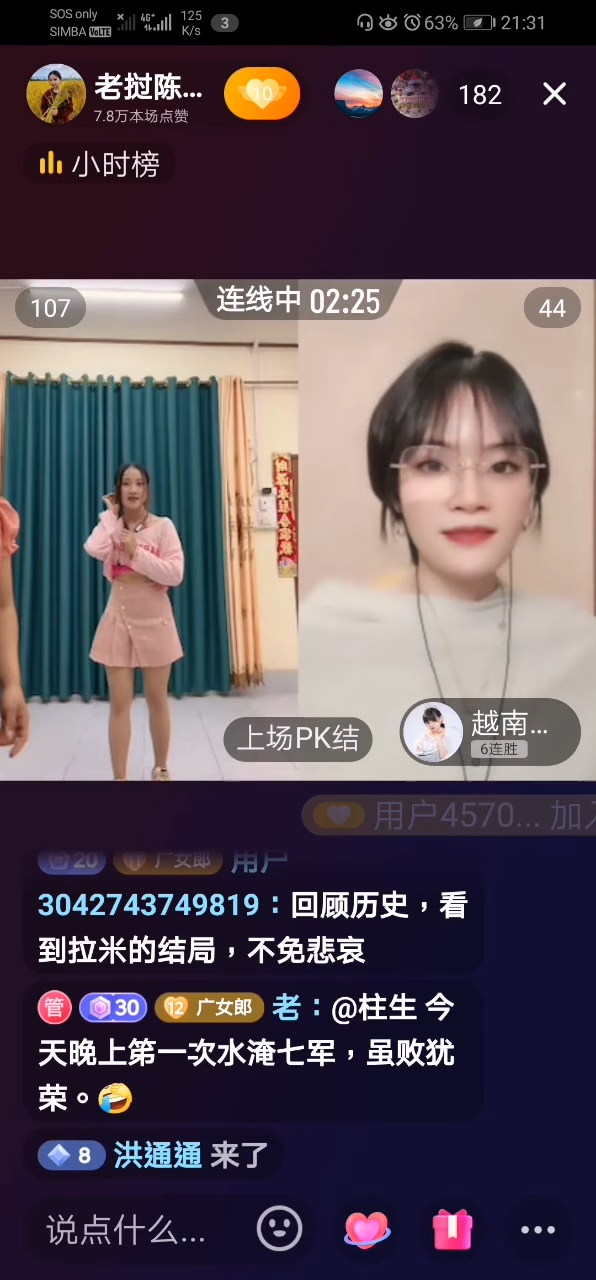 SOS only
SIMBA VoLTE
4G+
125
K/s
3
63%
21:31
老挝陈...
7.8万本场点赞
10
182
小时榜
107
连线中 02:25
44
上场PK结
越南...
6连胜
用户4570... 加入
20 广女郎 用户
3042743749819：回顾历史，看
到拉米的结局，不免悲哀
管 30 12 广女郎 老：@柱生 今
天晚上第一次水淹七军，虽败犹
荣。🤣
8 洪通通 来了
说点什么...